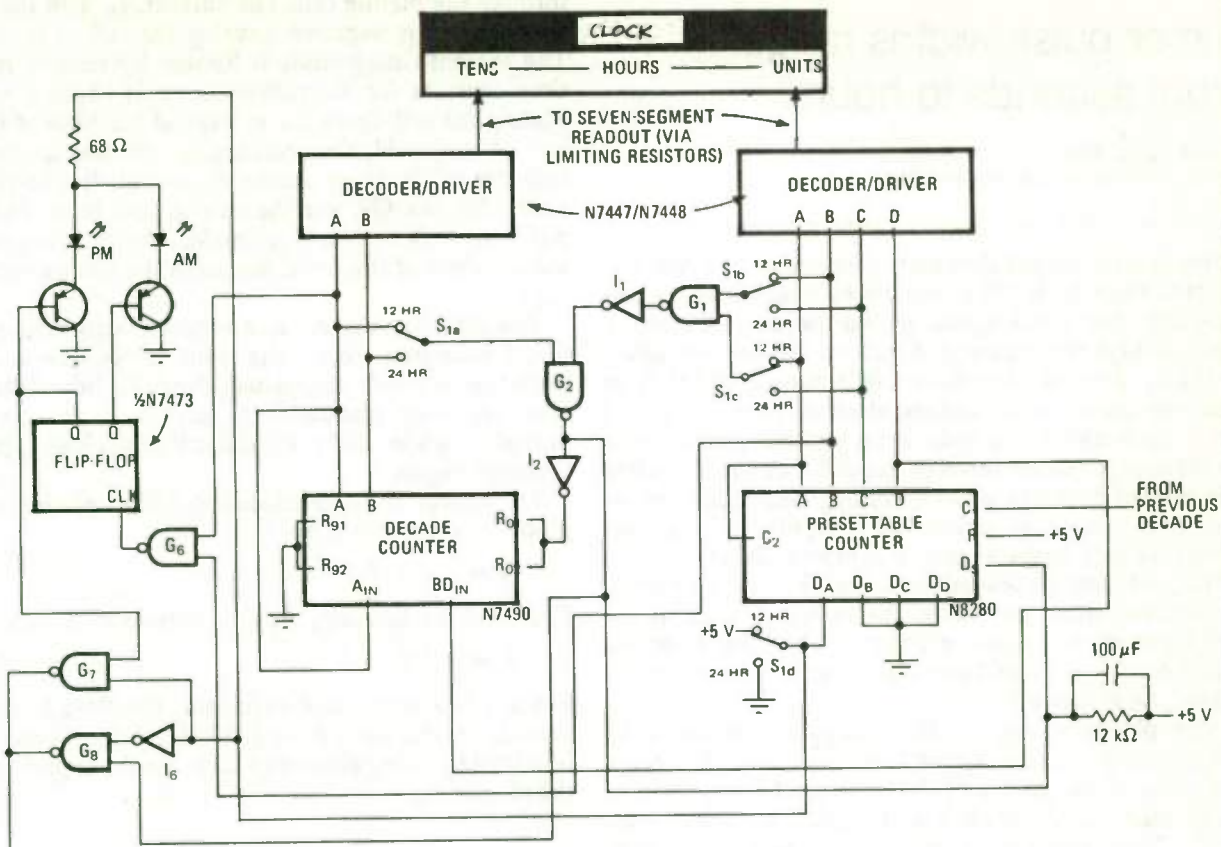 CLOCK
TENS HOURS UNITS
TO SEVEN-SEGMENT
READOUT (VIA
LIMITING RESISTORS)
68 Ω
DECODER/DRIVER
A B
N7447/N7448
DECODER/DRIVER
A B C D
PM
AM
12 HR
S1a
24 HR
I1
G1
S1b
12 HR
24 HR
12 HR
S1c
24 HR
G2
½N7473
Q Q
FLIP-FLOP
CLK
I2
G6
A B
R91
R92
DECADE
COUNTER
R0
R0
AIN BDIN
N7490
A B C D
C2
PRESETTABLE
COUNTER
C
R
DS
DA DB DC DD
N8280
FROM
PREVIOUS
DECADE
+5 V
12 HR
+5 V
24 HR
S1d
100 μF
12 kΩ
+5 V
G7
G8
I6